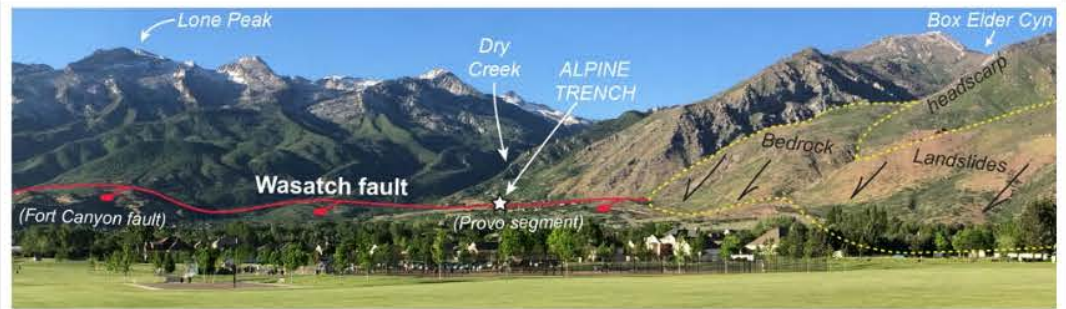 Lone Peak
Dry
Creek
ALPINE
TRENCH
Box Elder Cyn
headscarp
Bedrock
Landslides
Wasatch fault
(Fort Canyon fault)
(Provo segment)